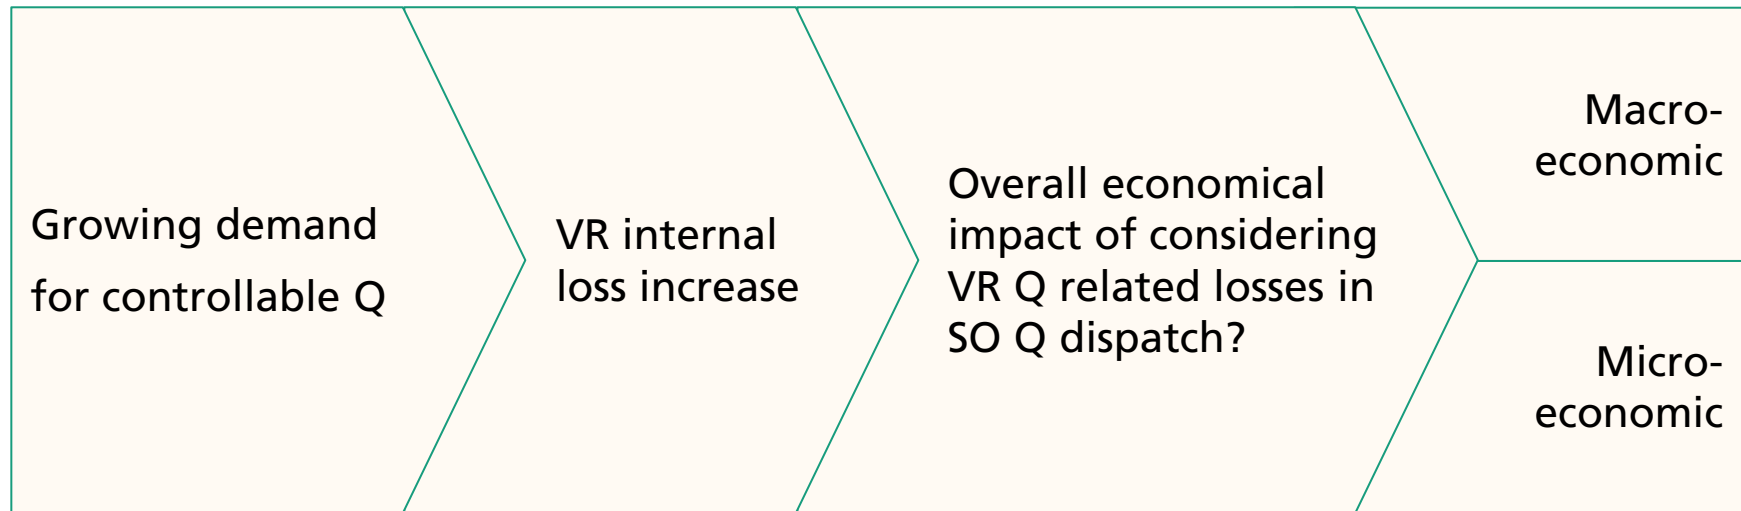 Growing demand
for controllable Q
VR internal
loss increase
Overall economical
impact of considering
VR Q related losses in
SO Q dispatch?
Macro-
economic
Micro-
economic